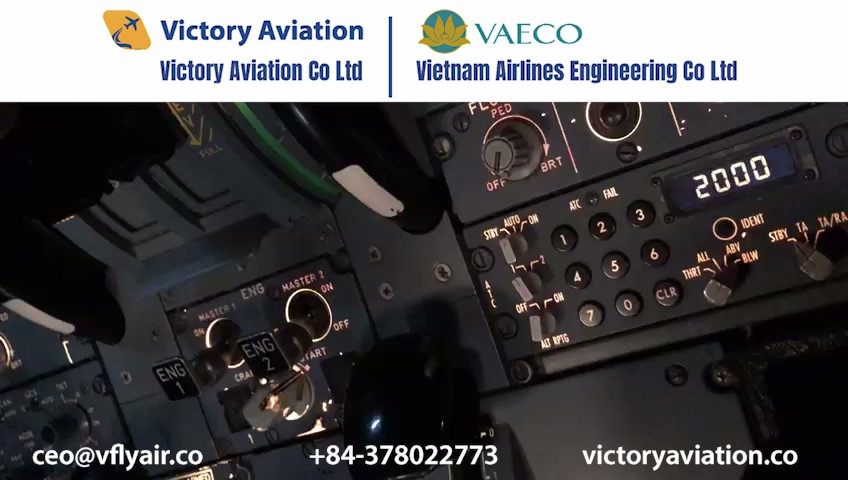 Victory Aviation
VAECO
Victory Aviation Co Ltd
Vietnam Airlines Engineering Co Ltd
FULL
PED
OFF
BRT
2000
ATC
FAIL
STBY
AUTO
ON
1
2
3
IDENT
STBY
TA
TA/RA
1
2
4
5
6
ALL
ABV
THRT
BLW
OFF
ON
7
0
CLR
ALT RPTG
ENG
MASTER 1
MASTER 2
ON
ON
OFF
ENG
1
ENG
2
ceo@vflyair.co
+84-378022773
victoryaviation.co